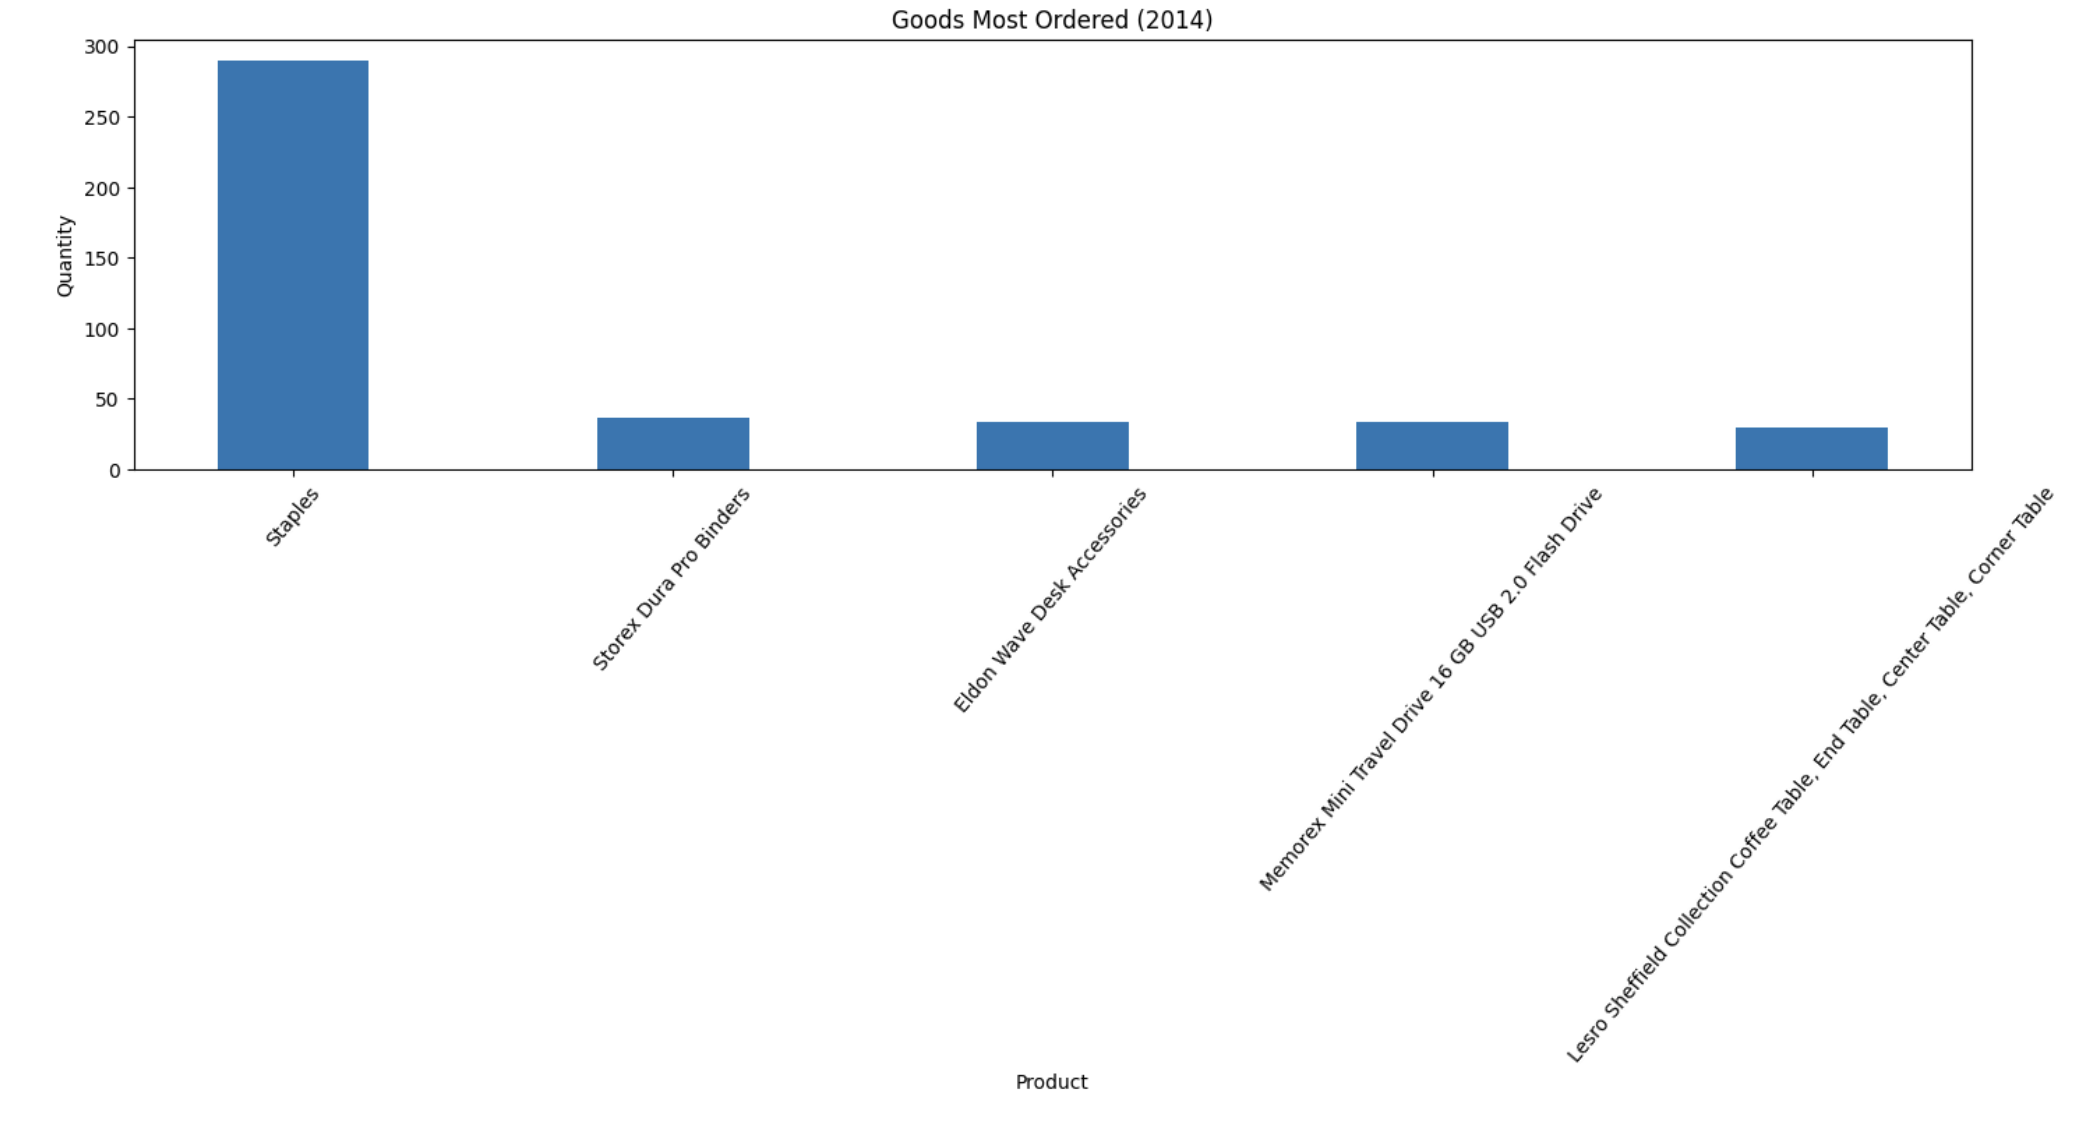 Goods Most Ordered (2014)
300
250
200
150
100
50
0
Quantity
Staples
Storex Dura Pro Binders
Eldon Wave Desk Accessories
Memorex Mini Travel Drive 16 GB USB 2.0 Flash Drive
Lesro Sheffield Collection Coffee Table, End Table, Center Table, Corner Table
Product